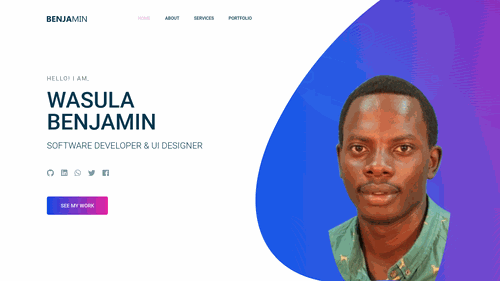 BENJAMIN
HOME ABOUT SERVICES PORTFOLIO
HELLO! I AM,
WASULA
BENJAMIN
SOFTWARE DEVELOPER & UI DESIGNER
SEE MY WORK